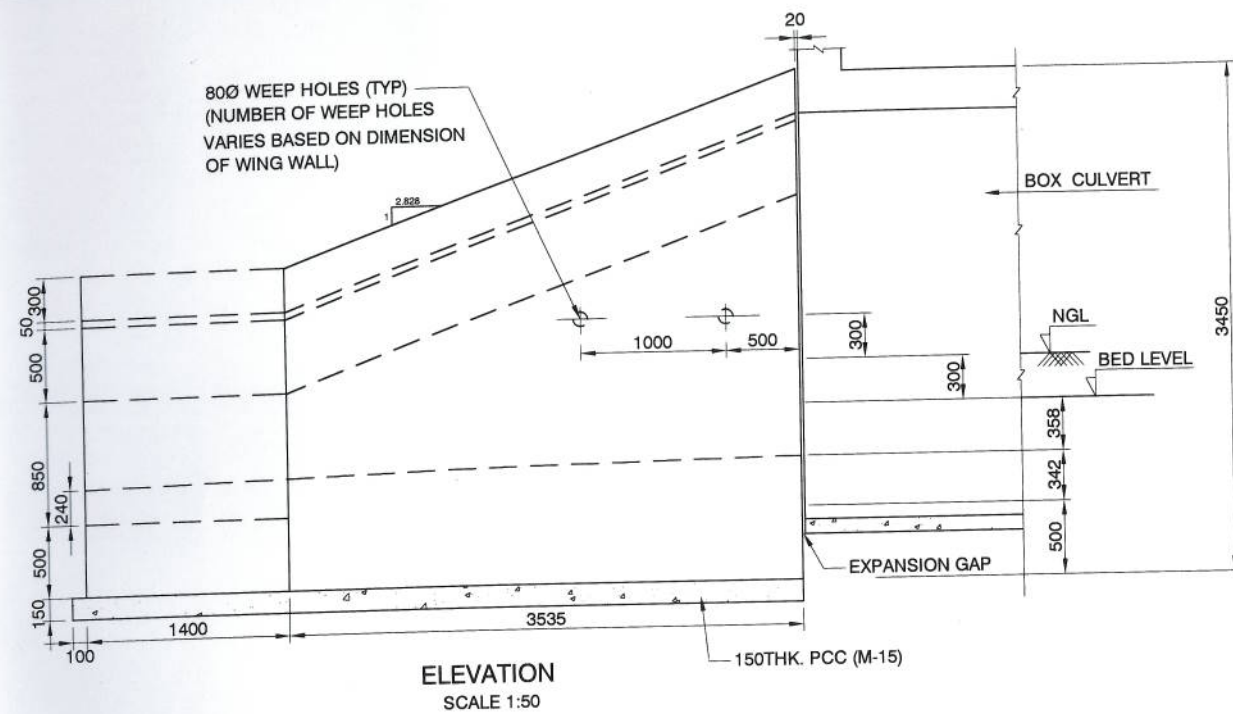 20
80Ø WEEP HOLES (TYP)
(NUMBER OF WEEP HOLES
VARIES BASED ON DIMENSION
OF WING WALL)
2.828
1
BOX CULVERT
3450
300
50
500
850
240
500
150
1000
500
300
300
NGL
BED LEVEL
358
342
500
EXPANSION GAP
100
1400
3535
150THK. PCC (M-15)
ELEVATION
SCALE 1:50